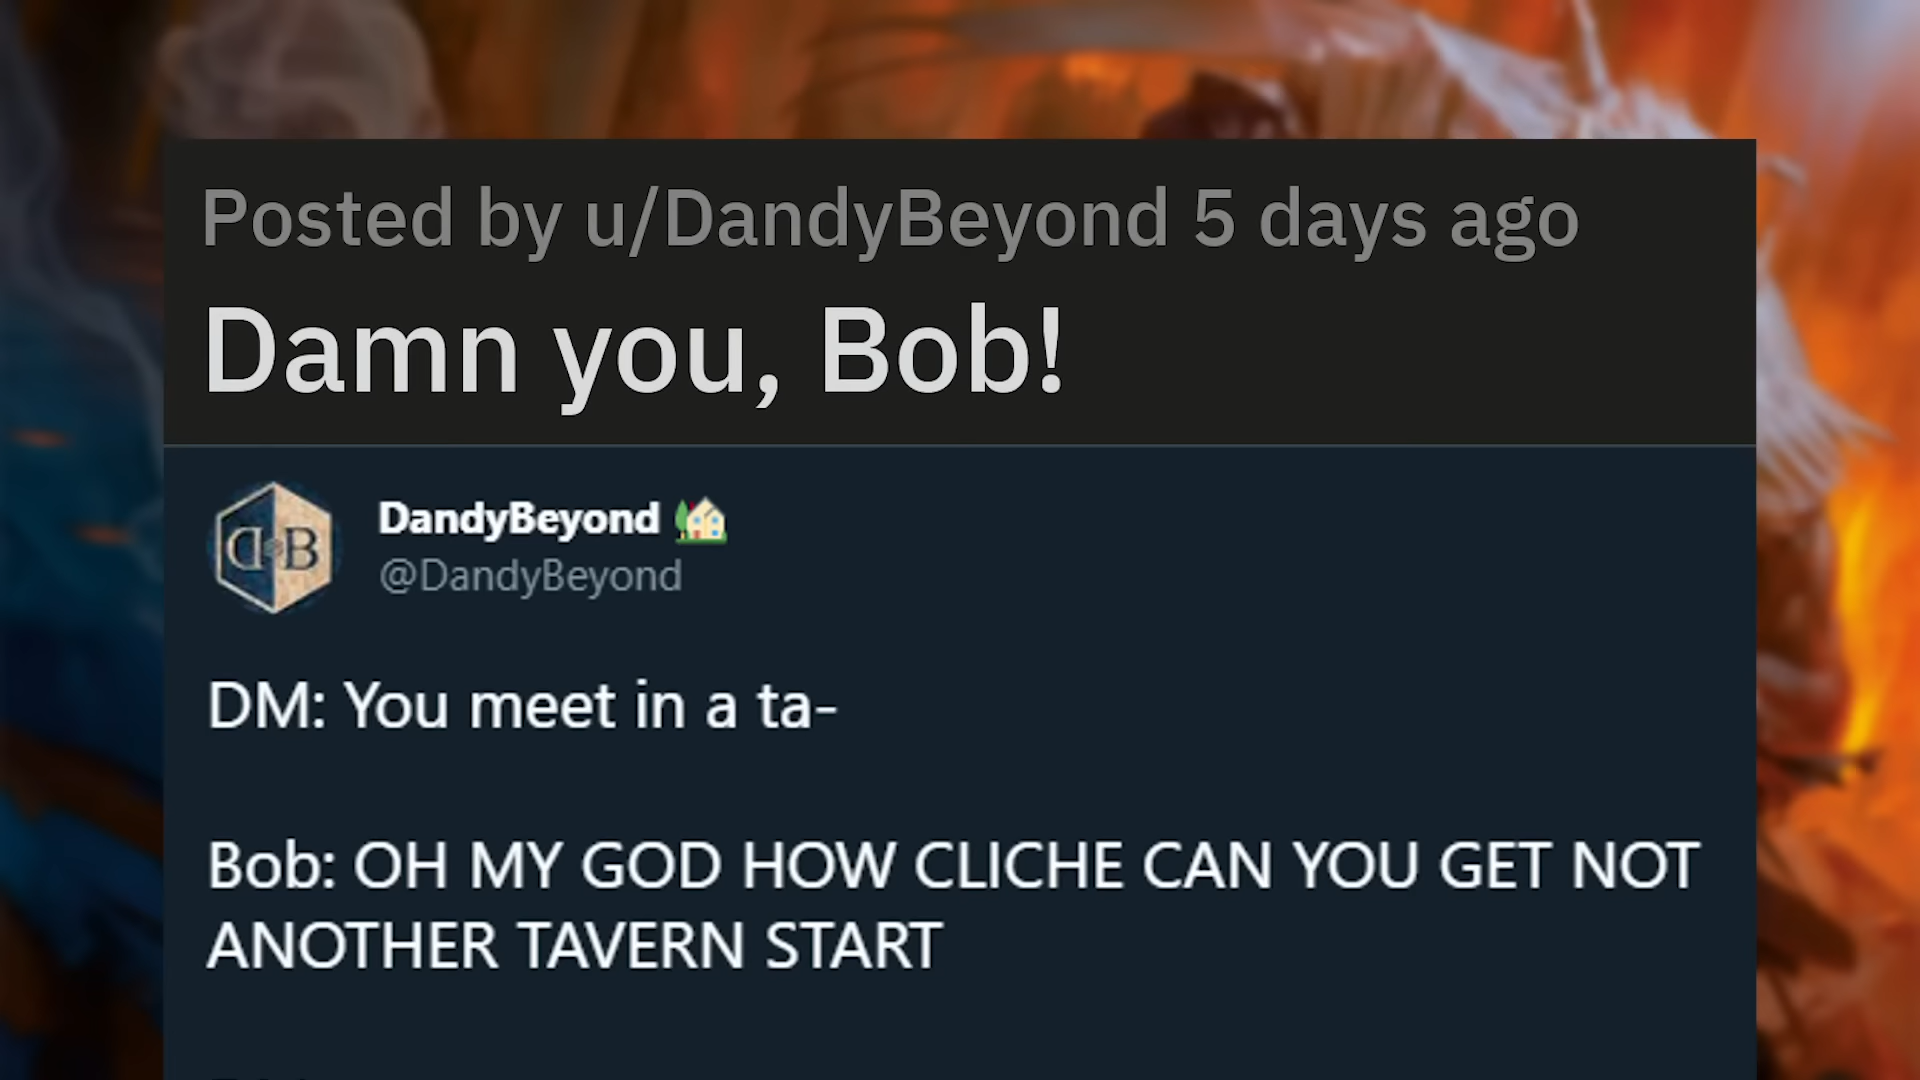 Posted by u/DandyBeyond 5 days ago
Damn you, Bob!
DB
DandyBeyond
@DandyBeyond
DM: You meet in a ta-
Bob: OH MY GOD HOW CLICHE CAN YOU GET NOT
ANOTHER TAVERN START